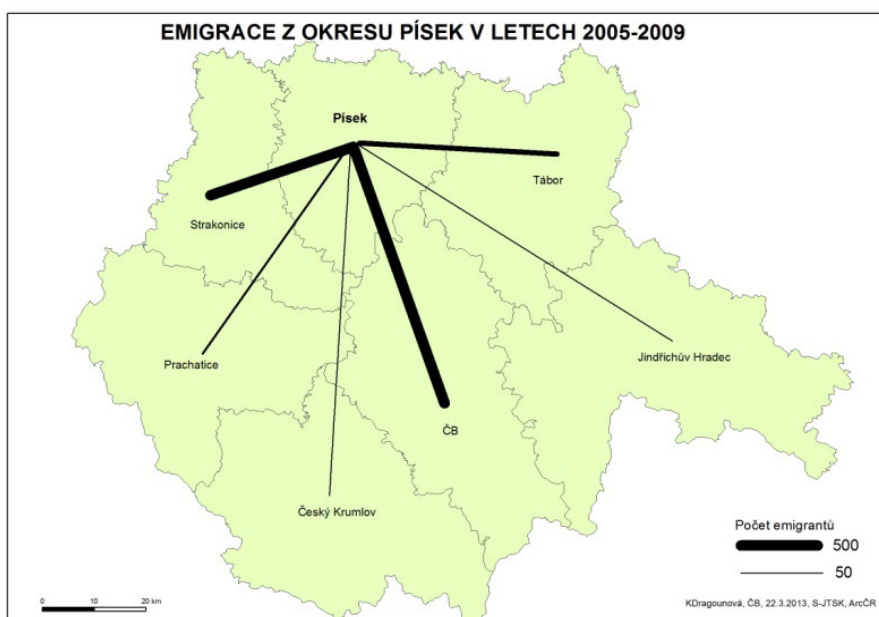 EMIGRACE Z OKRESU PÍSEK V LETECH 2005-2009
Písek
Tábor
Strakonice
Prachatice
Jindřichův Hradec
ČB
Český Krumlov
Počet emigrantů
500
50
0 10 20 km
KDragounová, ČB, 22.3.2013, S-JTSK, ArcČR